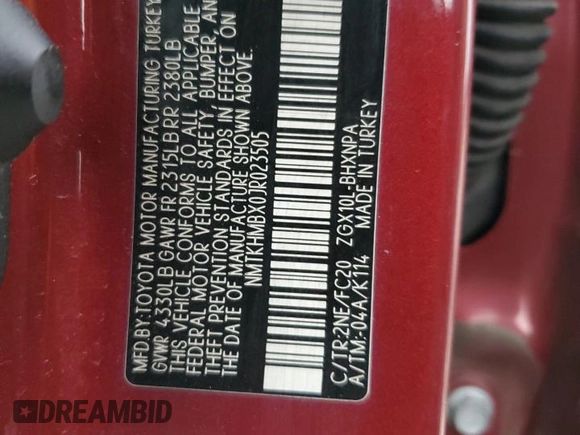 MFD.BY: TOYOTA MOTOR MANUFACTURING TURKEY
GVWR 4,330LB GAWR FR 2315LB RR 2380LB
THIS VEHICLE CONFORMS TO ALL APPLICABLE
FEDERAL MOTOR VEHICLE SAFETY, BUMPER, AND
THEFT PREVENTION STANDARDS IN EFFECT ON
THE DATE OF MANUFACTURE SHOWN ABOVE.
NMTKHMBX0JR023505
C/TR:2NE/FC20 ZGX10L-BHXNPA
A/TM:-04A/K114 MADE IN TURKEY
DREAMBID